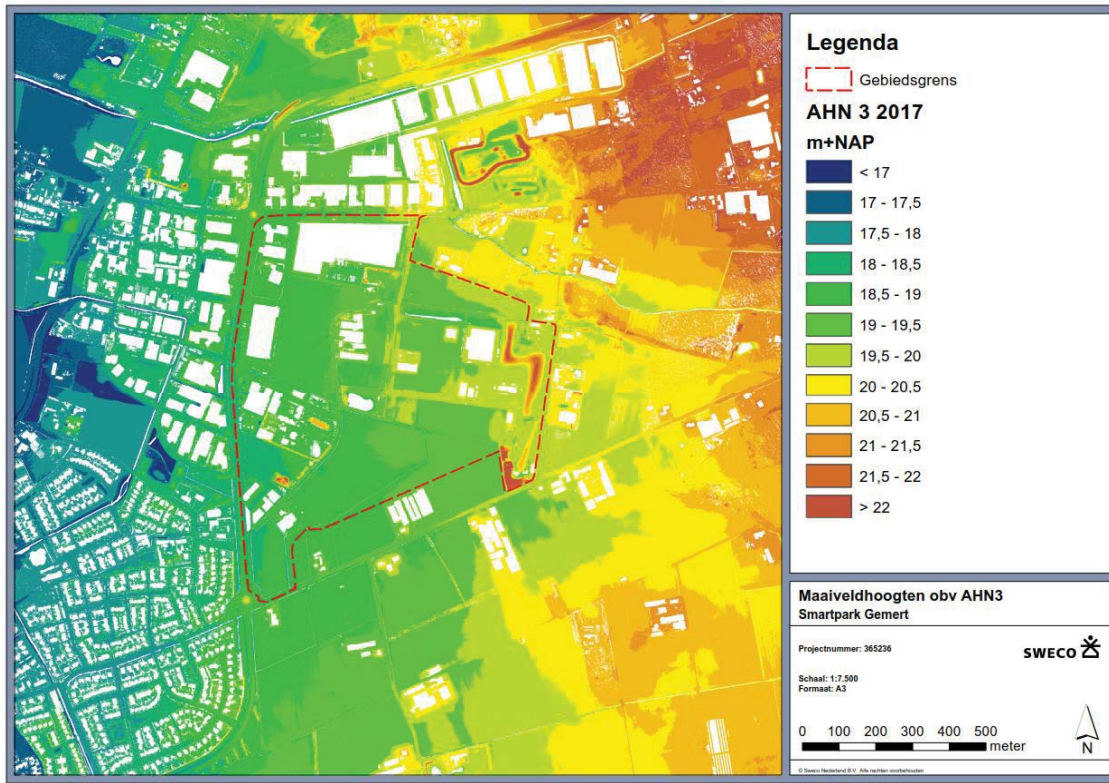 Legenda
Gebiedsgrens
AHN 3 2017
m+NAP
< 17
17 - 17,5
17,5 - 18
18 - 18,5
18,5 - 19
19 - 19,5
19,5 - 20
20 - 20,5
20,5 - 21
21 - 21,5
21,5 - 22
> 22
Maaiveldhoogten obv AHN3
Smartpark Gemert
Projectnummer: 365236
SWECO
Schaal: 1:7.500
Formaat: A3
0 100 200 300 400 500
meter
N
© Sweco Nederland B.V. Alle rechten voorbehouden